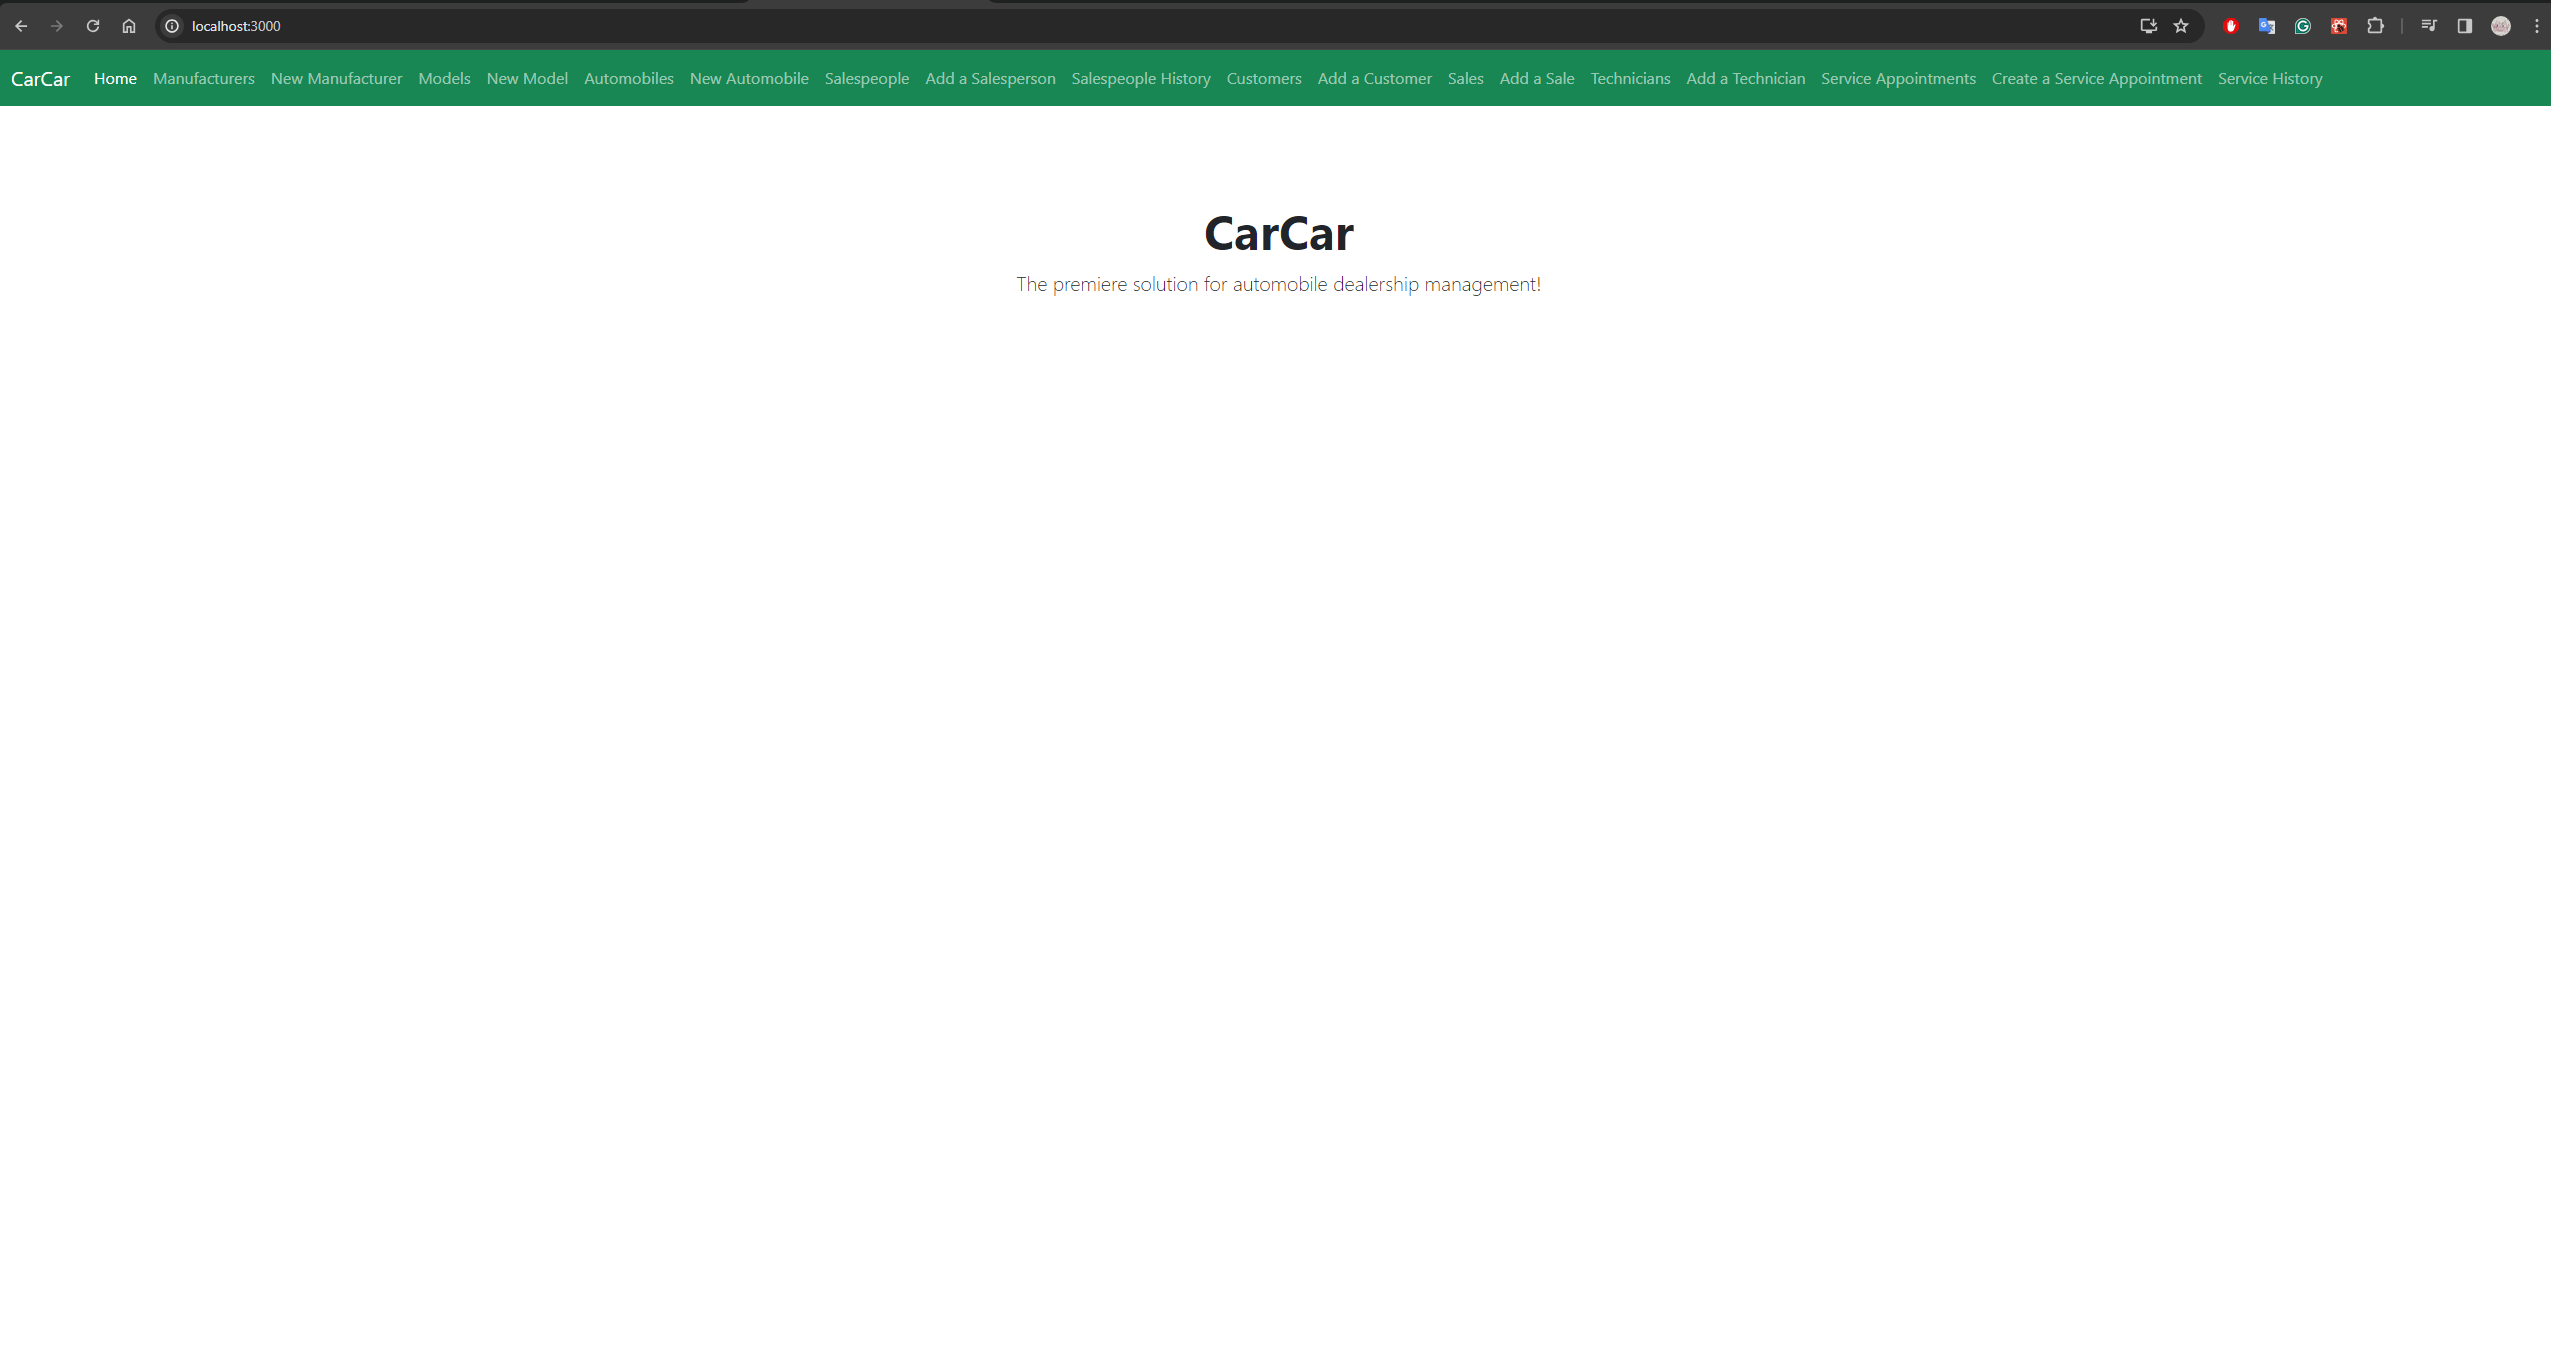 localhost:3000
CarCar Home Manufacturers New Manufacturer Models New Model Automobiles New Automobile Salespeople Add a Salesperson Salespeople History Customers Add a Customer Sales Add a Sale Technicians Add a Technician Service Appointments Create a Service Appointment Service History
CarCar
The premiere solution for automobile dealership management!